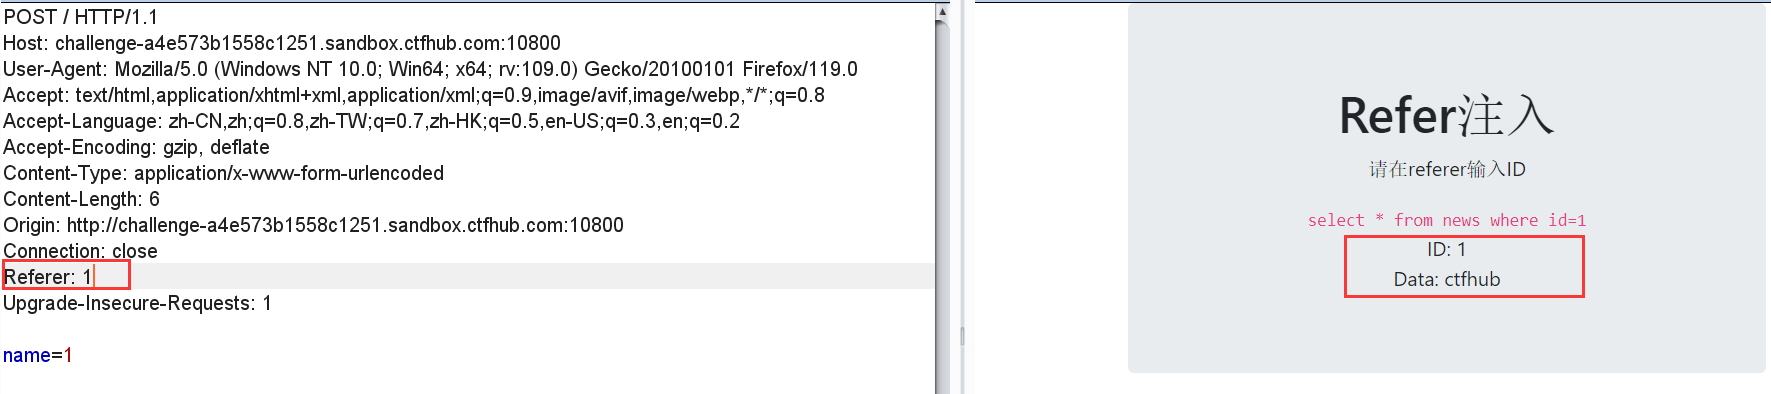 POST / HTTP/1.1
Host: challenge-a4e573b1558c1251.sandbox.ctfhub.com:10800
User-Agent: Mozilla/5.0 (Windows NT 10.0; Win64; x64; rv:109.0) Gecko/20100101 Firefox/119.0
Accept: text/html,application/xhtml+xml,application/xml;q=0.9,image/avif,image/webp,*/*;q=0.8
Accept-Language: zh-CN,zh;q=0.8,zh-TW;q=0.7,zh-HK;q=0.5,en-US;q=0.3,en;q=0.2
Accept-Encoding: gzip, deflate
Content-Type: application/x-www-form-urlencoded
Content-Length: 6
Origin: http://challenge-a4e573b1558c1251.sandbox.ctfhub.com:10800
Connection: close
Referer: 1
Upgrade-Insecure-Requests: 1
name=1
Refer注入
请在referer输入ID
select * from news where id=1
ID: 1
Data: ctfhub